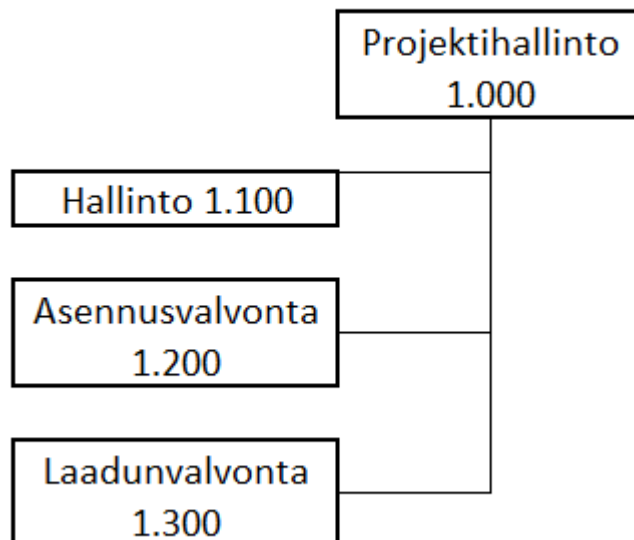 Projektihallinto
1.000
Hallinto 1.100
Asennusvalvonta
1.200
Laadunvalvonta
1.300